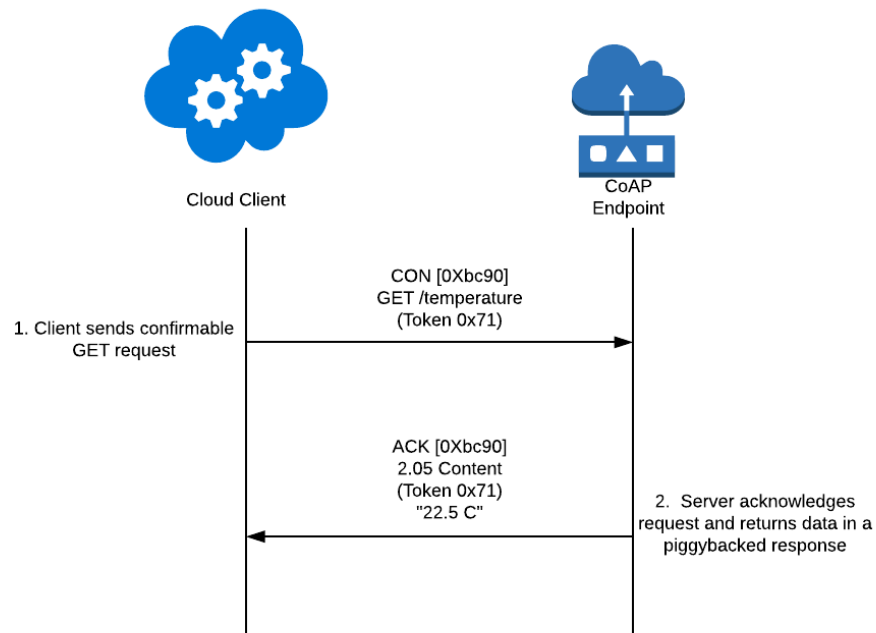 Cloud Client
CoAP
Endpoint
CON [0Xbc90]
GET /temperature
(Token 0x71)
1. Client sends confirmable
GET request
ACK [0Xbc90]
2.05 Content
(Token 0x71)
"22.5 C"
2.  Server acknowledges
request and returns data in a
piggybacked response